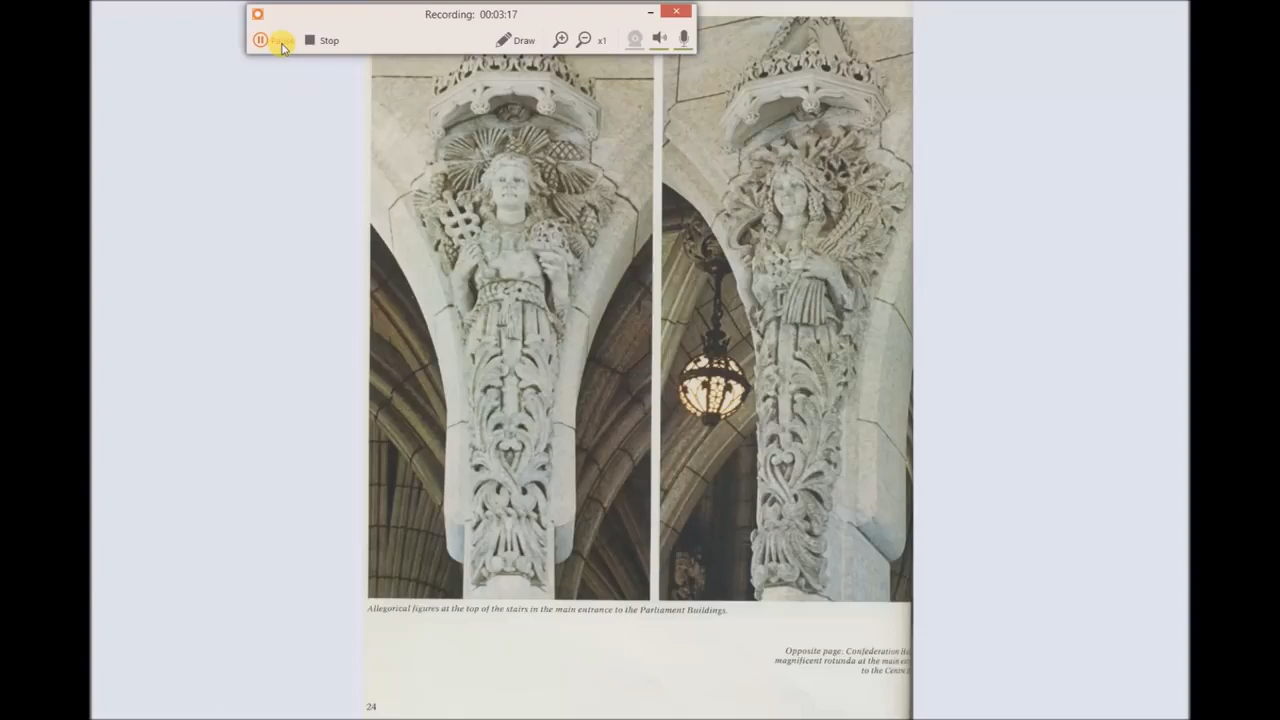 Recording: 00:03:17
Pause
Stop
Draw
x1
Allegorical figures at the top of the stairs in the main entrance to the Parliament Buildings.
Opposite page: Confederation
magnificent rotunda at the main
to the
24